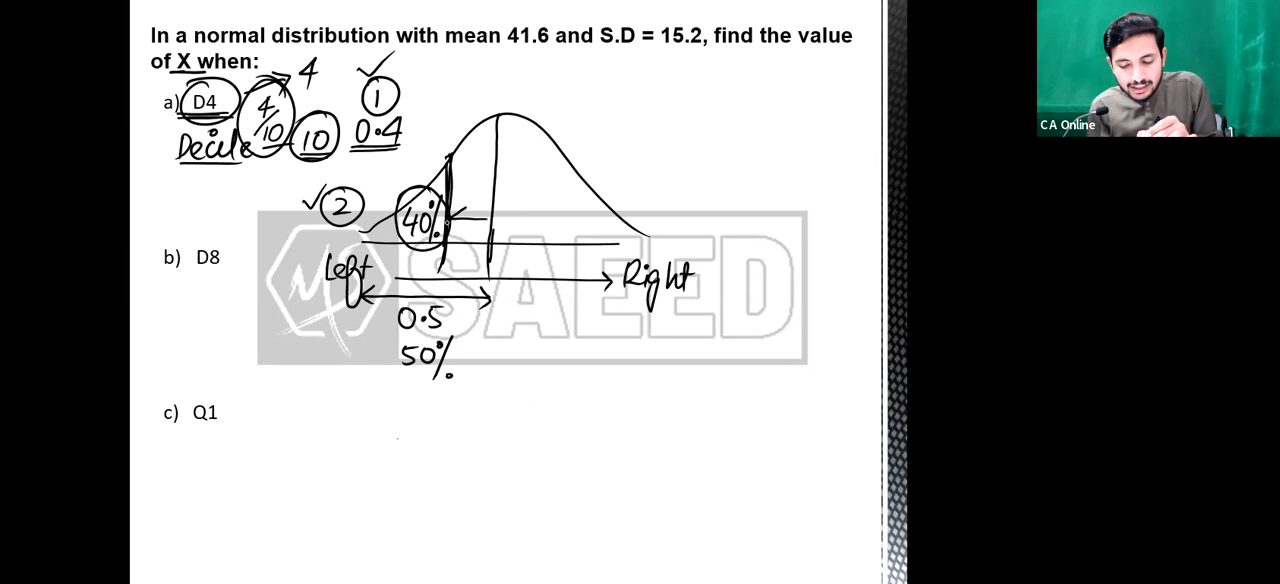 In a normal distribution with mean 41.6 and S.D = 15.2, find the value
of X when:
4
1
a) D4
4/10
10
0.4
Decile
2
40%
b) D8
Left
Right
SAEED
0.5
50%
c) Q1
C A Online